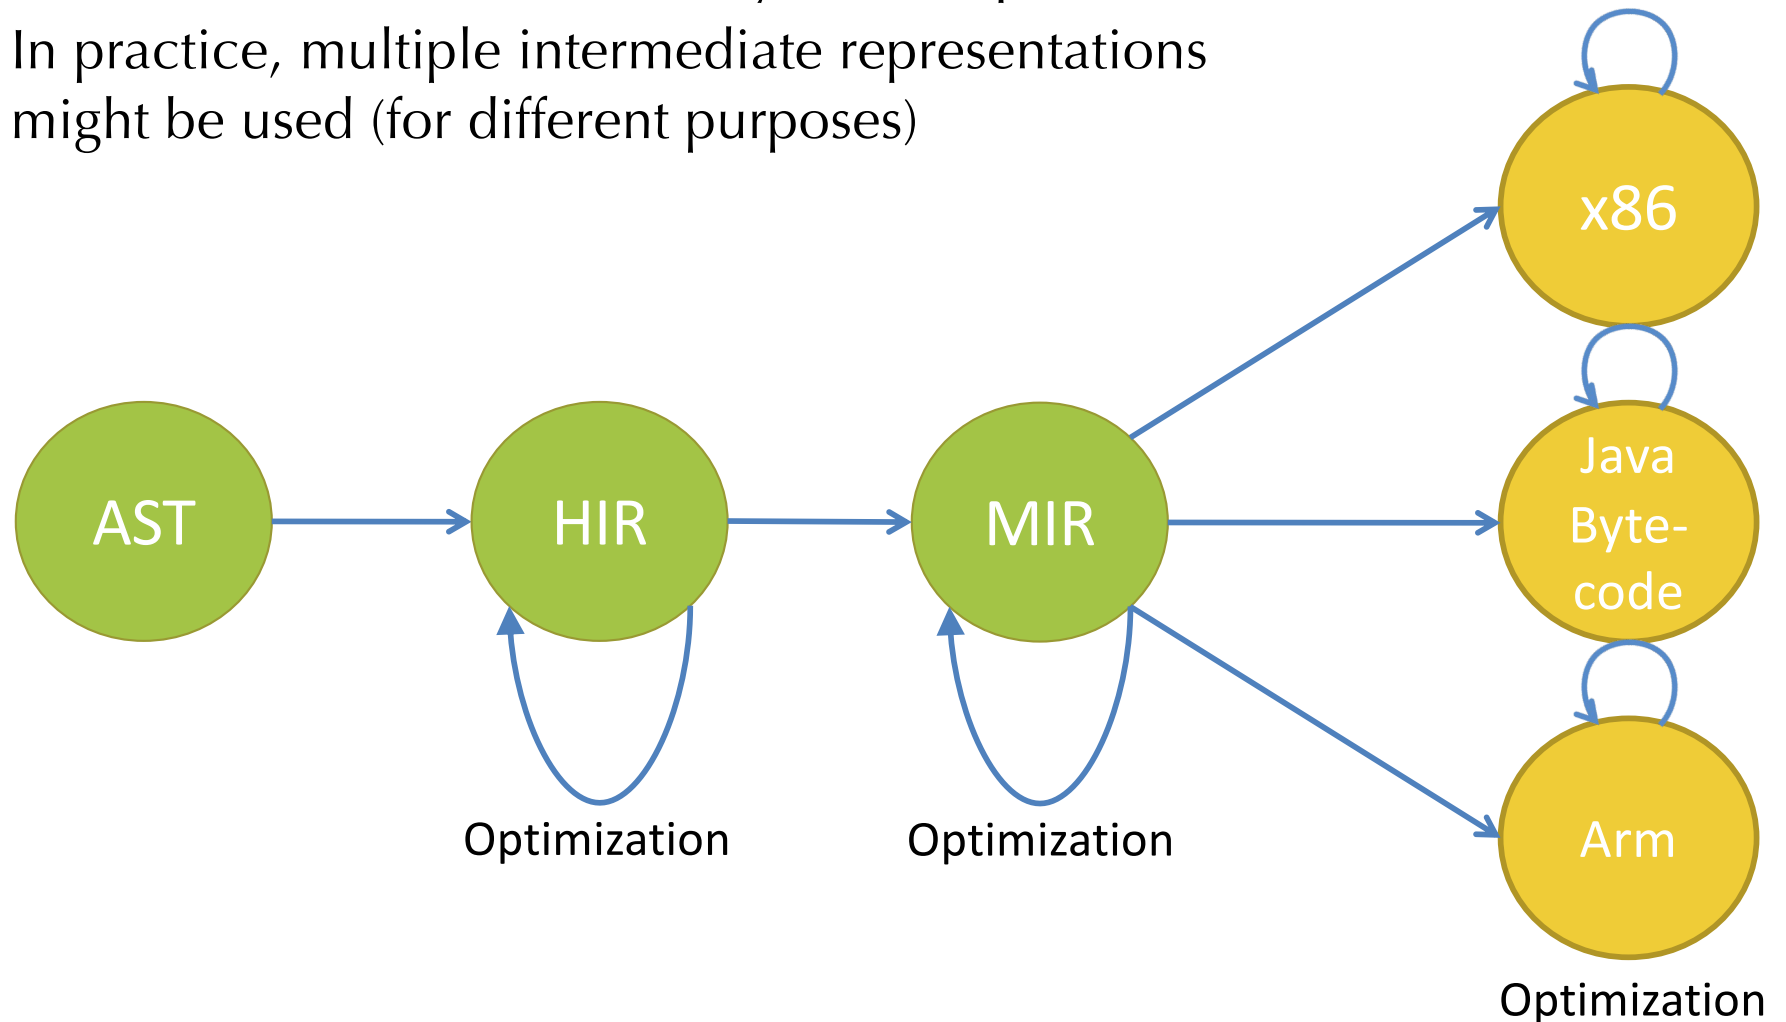 In practice, multiple intermediate representations
might be used (for different purposes)
x86
AST
HIR
MIR
Java
Byte-
code
Optimization
Optimization
Arm
Optimization